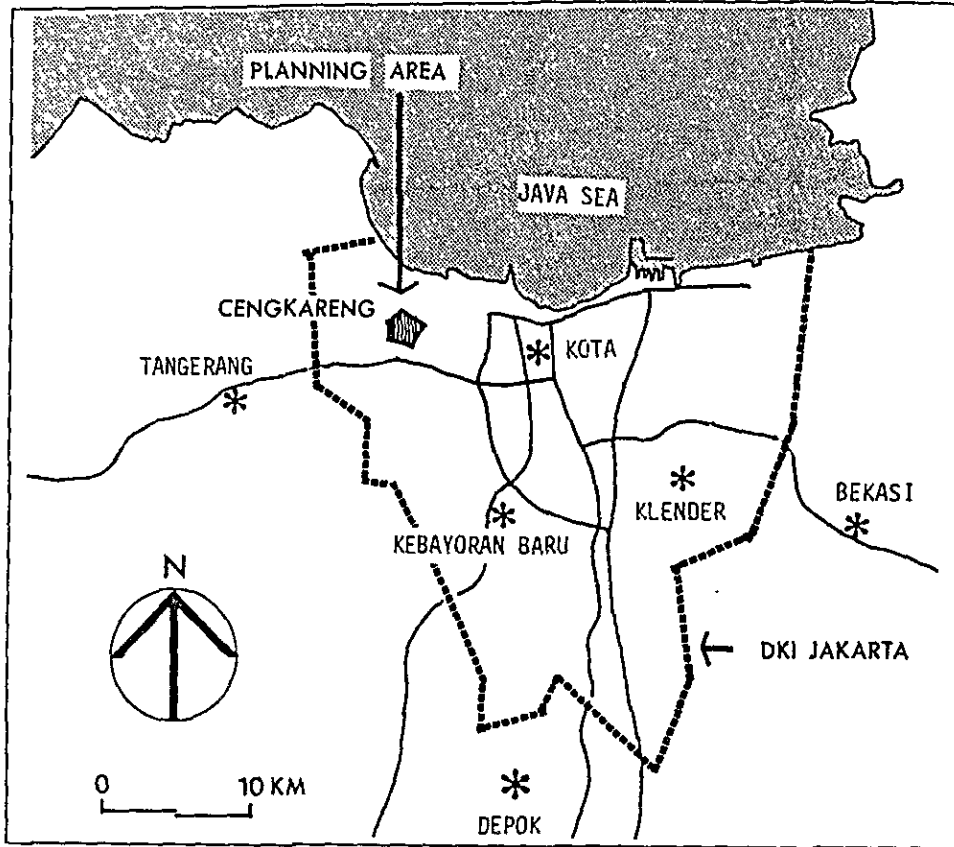 PLANNING AREA
JAVA SEA
CENGKARENG
KOTA
TANGERANG
BEKASI
KLENDER
KEBAYORAN BARU
N
DKI JAKARTA
0 10 KM
DEPOK